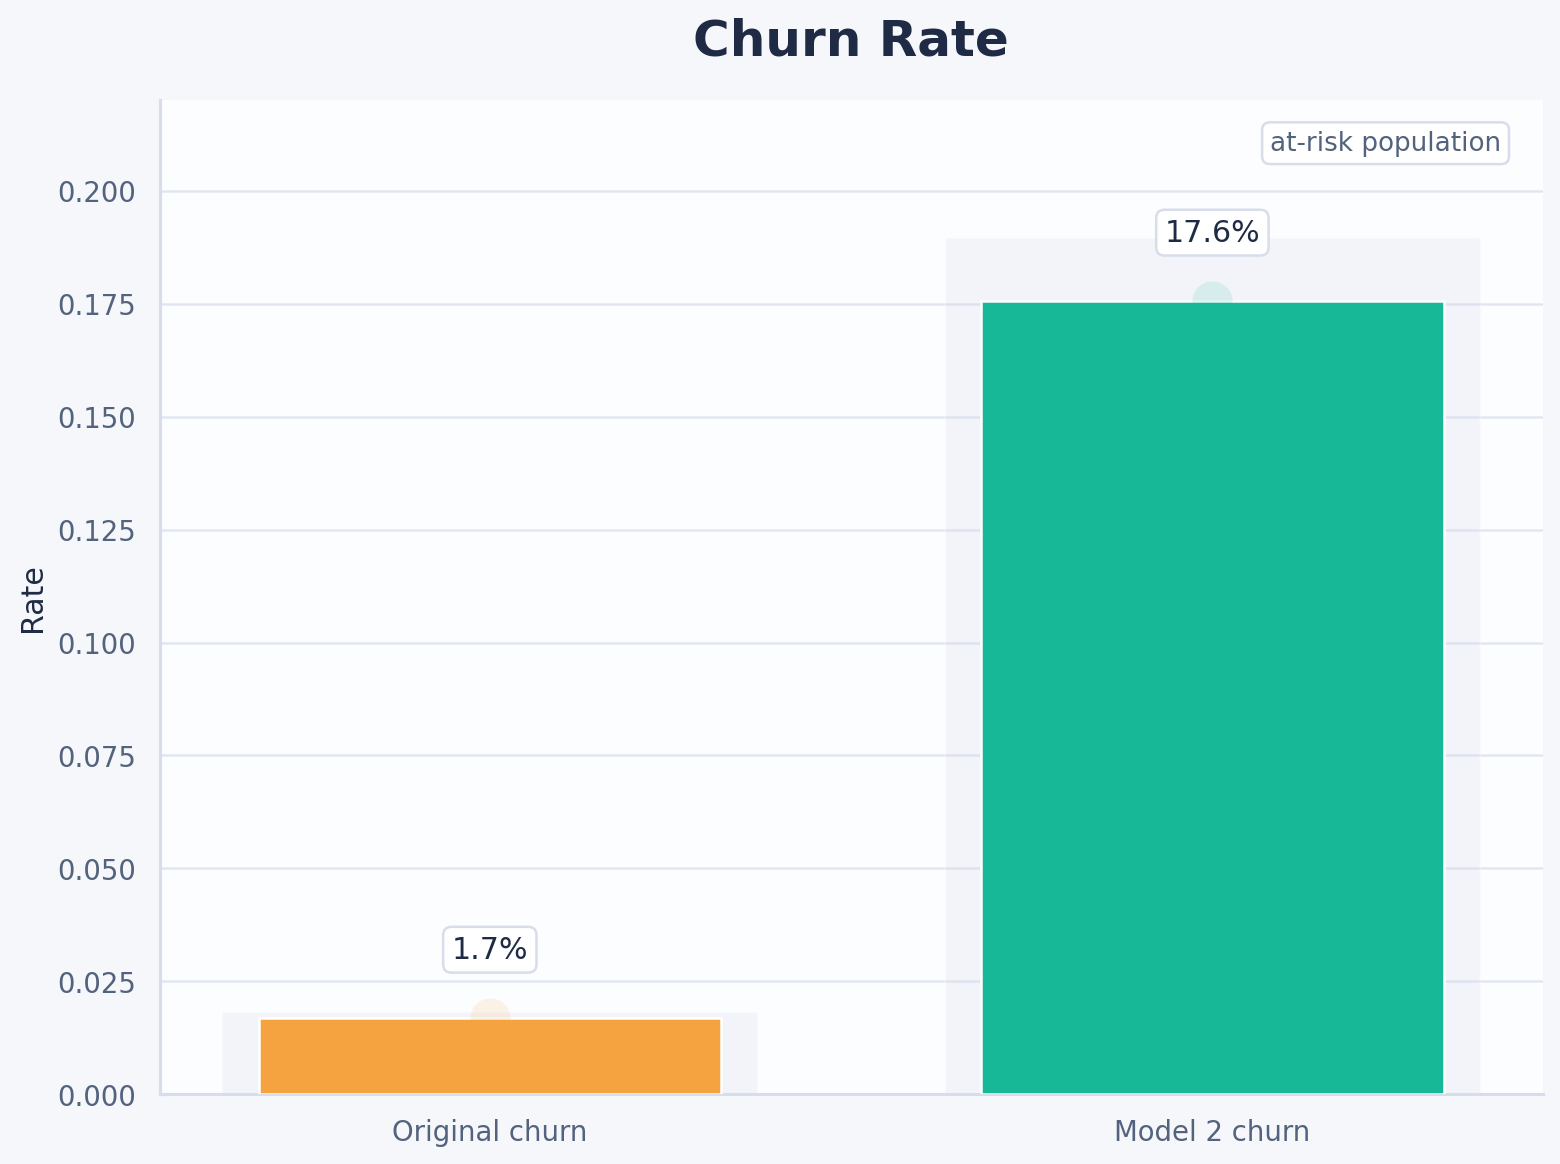 Churn Rate
at-risk population
0.200
17.6%
0.175
0.150
0.125
Rate
0.100
0.075
0.050
1.7%
0.025
0.000
Original churn
Model 2 churn